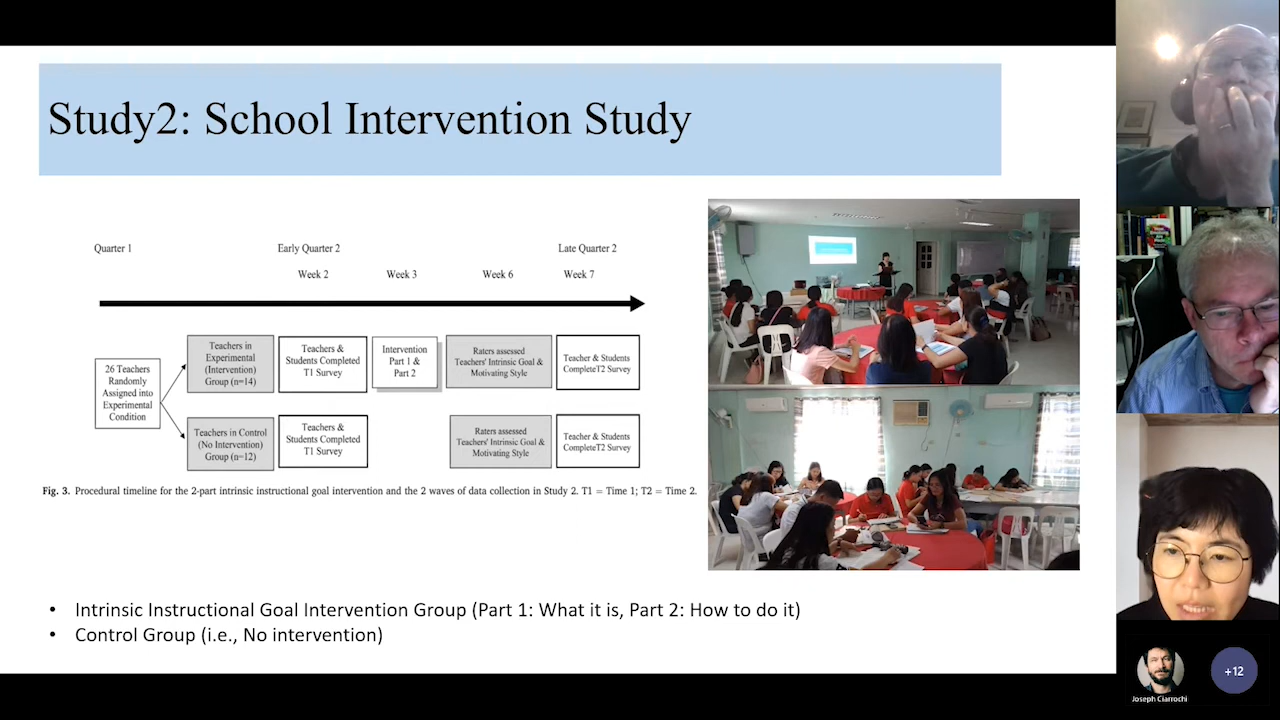 Study2: School Intervention Study
Quarter 1
Early Quarter 2
Late Quarter 2
Week 2
Week 3
Week 6
Week 7
26 Teachers
Randomly
Assigned into
Experimental
Condition
Teachers in
Experimental
(Intervention)
Group (n=14)
Teachers &
Students Completed
T1 Survey
Intervention
Part 1 &
Part 2
Raters assessed
Teachers' Intrinsic Goal &
Motivating Style
Teacher & Students
CompleteT2 Survey
Teachers in Control
(No Intervention)
Group (n=12)
Teachers &
Students Completed
T1 Survey
Raters assessed
Teachers' Intrinsic Goal &
Motivating Style
Teacher & Students
CompleteT2 Survey
Fig. 3. Procedural timeline for the 2-part intrinsic instructional goal intervention and the 2 waves of data collection in Study 2. T1 = Time 1; T2 = Time 2.
• Intrinsic Instructional Goal Intervention Group (Part 1: What it is, Part 2: How to do it)
• Control Group (i.e., No intervention)
Joseph Ciarrochi
+12